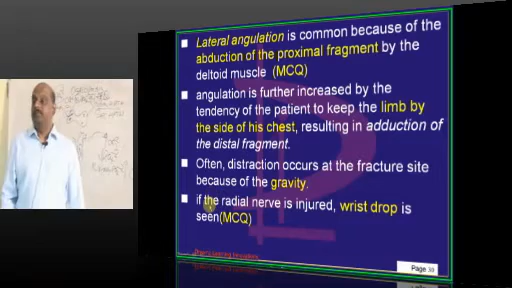 Lateral angulation is common because of the
abduction of the proximal fragment by the
deltoid muscle (MCQ)
angulation is further increased by the
tendency of the patient to keep the limb by
the side of his chest, resulting in adduction of
the distal fragment.
Often, distraction occurs at the fracture site
because of the gravity.
if the radial nerve is injured, wrist drop is
seen(MCQ)
Page 30